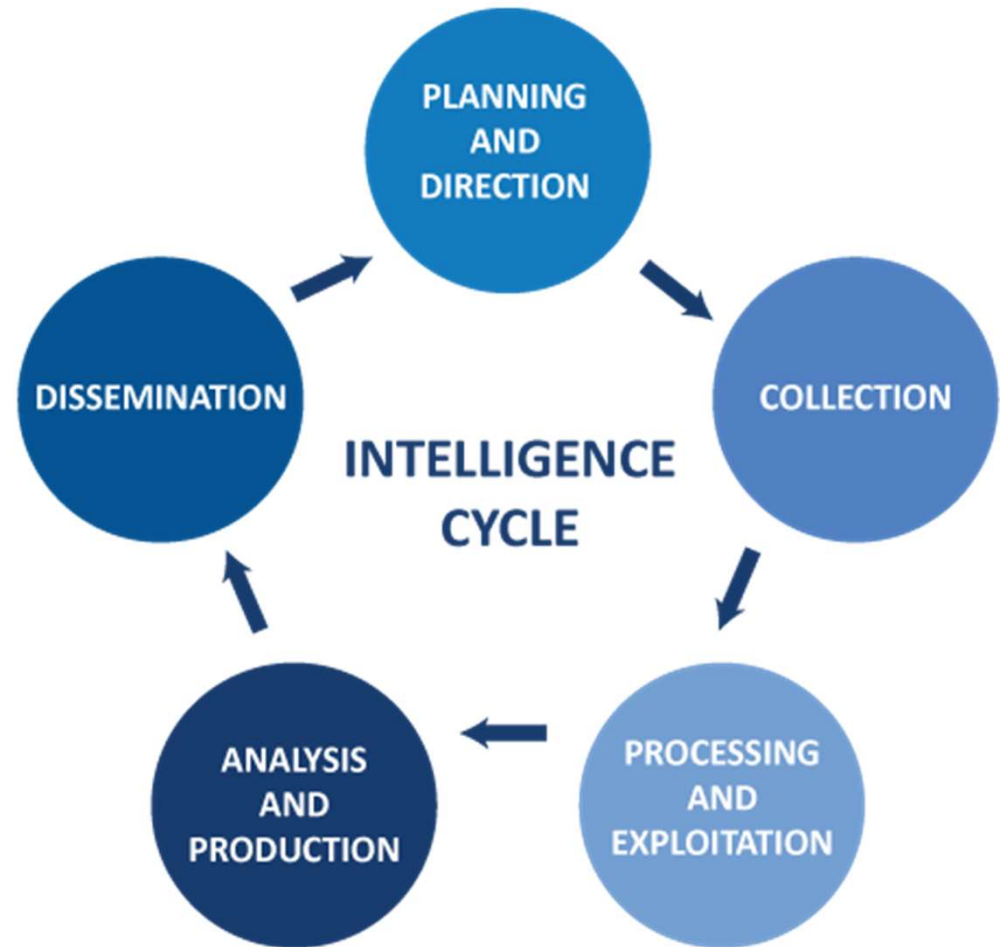 PLANNING
AND
DIRECTION
COLLECTION
PROCESSING
AND
EXPLOITATION
ANALYSIS
AND
PRODUCTION
DISSEMINATION
INTELLIGENCE
CYCLE